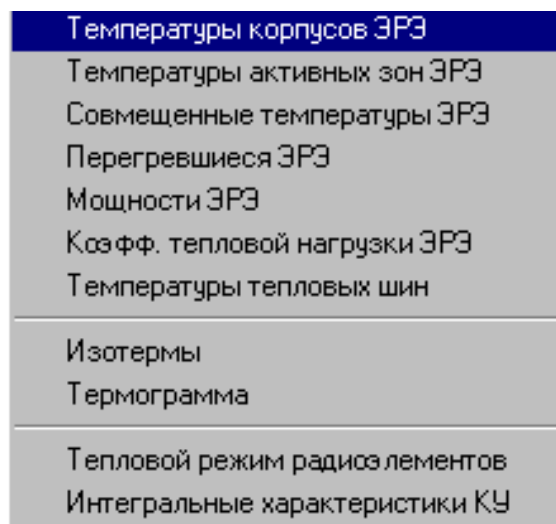 Температуры корпусов ЭРЭ
Температуры активных зон ЭРЭ
Совмещенные температуры ЭРЭ
Перегревшиеся ЭРЭ
Мощности ЭРЭ
Коэфф. тепловой нагрузки ЭРЭ
Температуры тепловых шин
Изотермы
Термограмма
Тепловой режим радиоэлементов
Интегральные характеристики КУ